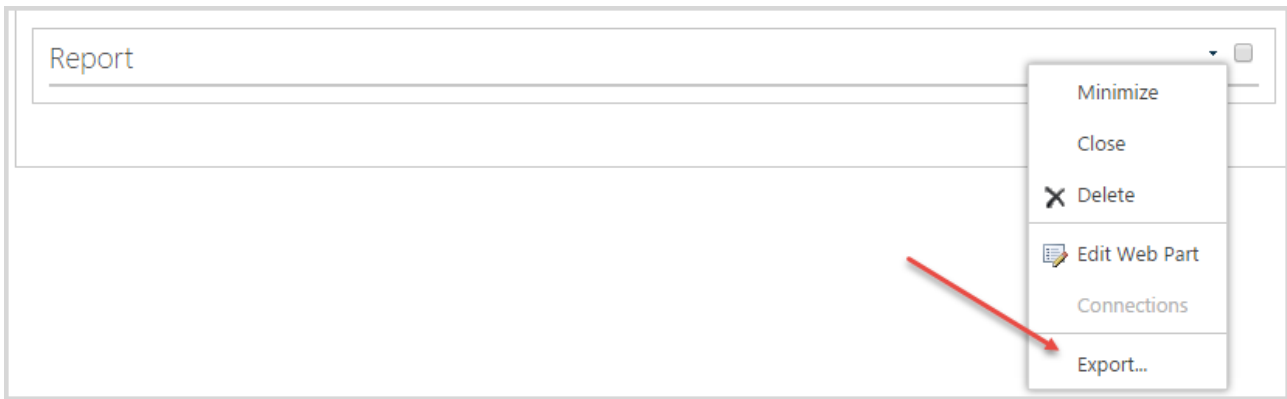 Report
Minimize
Close
Delete
Edit Web Part
Connections
Export...